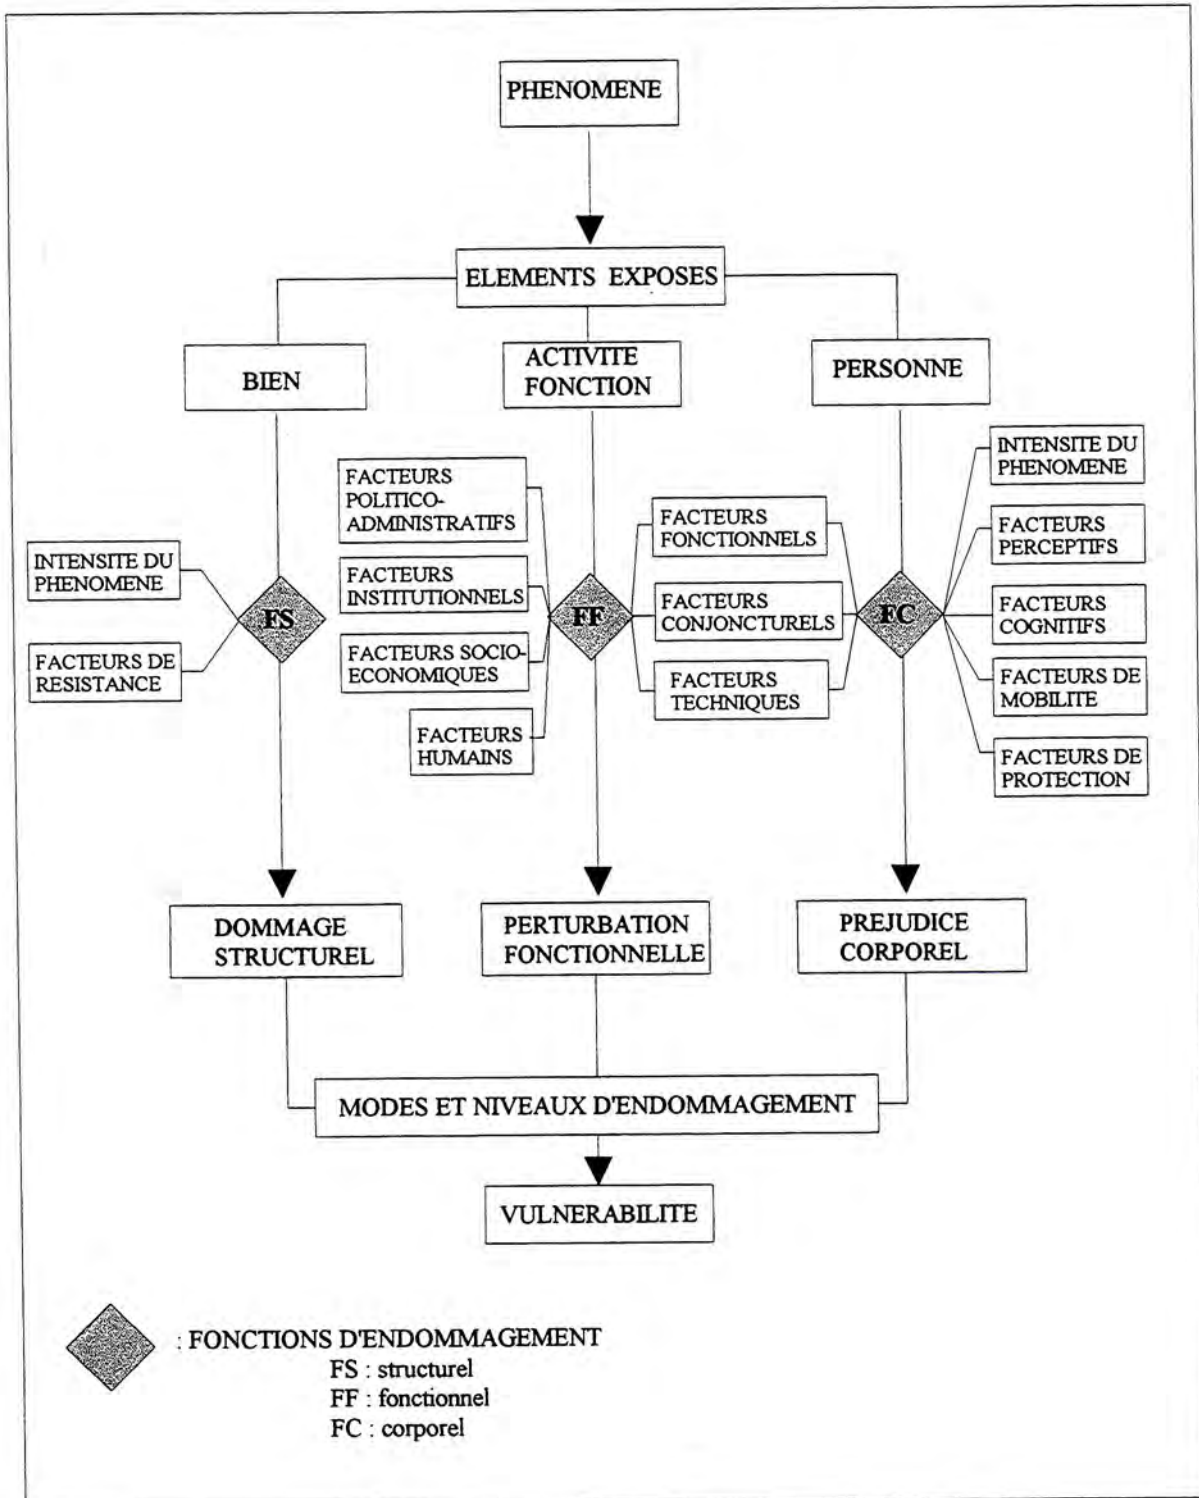 PHENOMENE
ELEMENTS EXPOSES
BIEN
ACTIVITE
FONCTION
PERSONNE
INTENSITE DU
PHENOMENE
FACTEURS DE
RESISTANCE
FS
FACTEURS
POLITICO-
ADMINISTRATIFS
FACTEURS
INSTITUTIONNELS
FACTEURS SOCIO-
ECONOMIQUES
FACTEURS
HUMAINS
FF
FACTEURS
FONCTIONNELS
FACTEURS
CONJONCTURELS
FACTEURS
TECHNIQUES
FC
INTENSITE DU
PHENOMENE
FACTEURS
PERCEPTIFS
FACTEURS
COGNITIFS
FACTEURS DE
MOBILITE
FACTEURS DE
PROTECTION
DOMMAGE
STRUCTUREL
PERTURBATION
FONCTIONNELLE
PREJUDICE
CORPOREL
MODES ET NIVEAUX D'ENDOMMAGEMENT
VULNERABILITE
: FONCTIONS D'ENDOMMAGEMENT
FS : structurel
FF : fonctionnel
FC : corporel